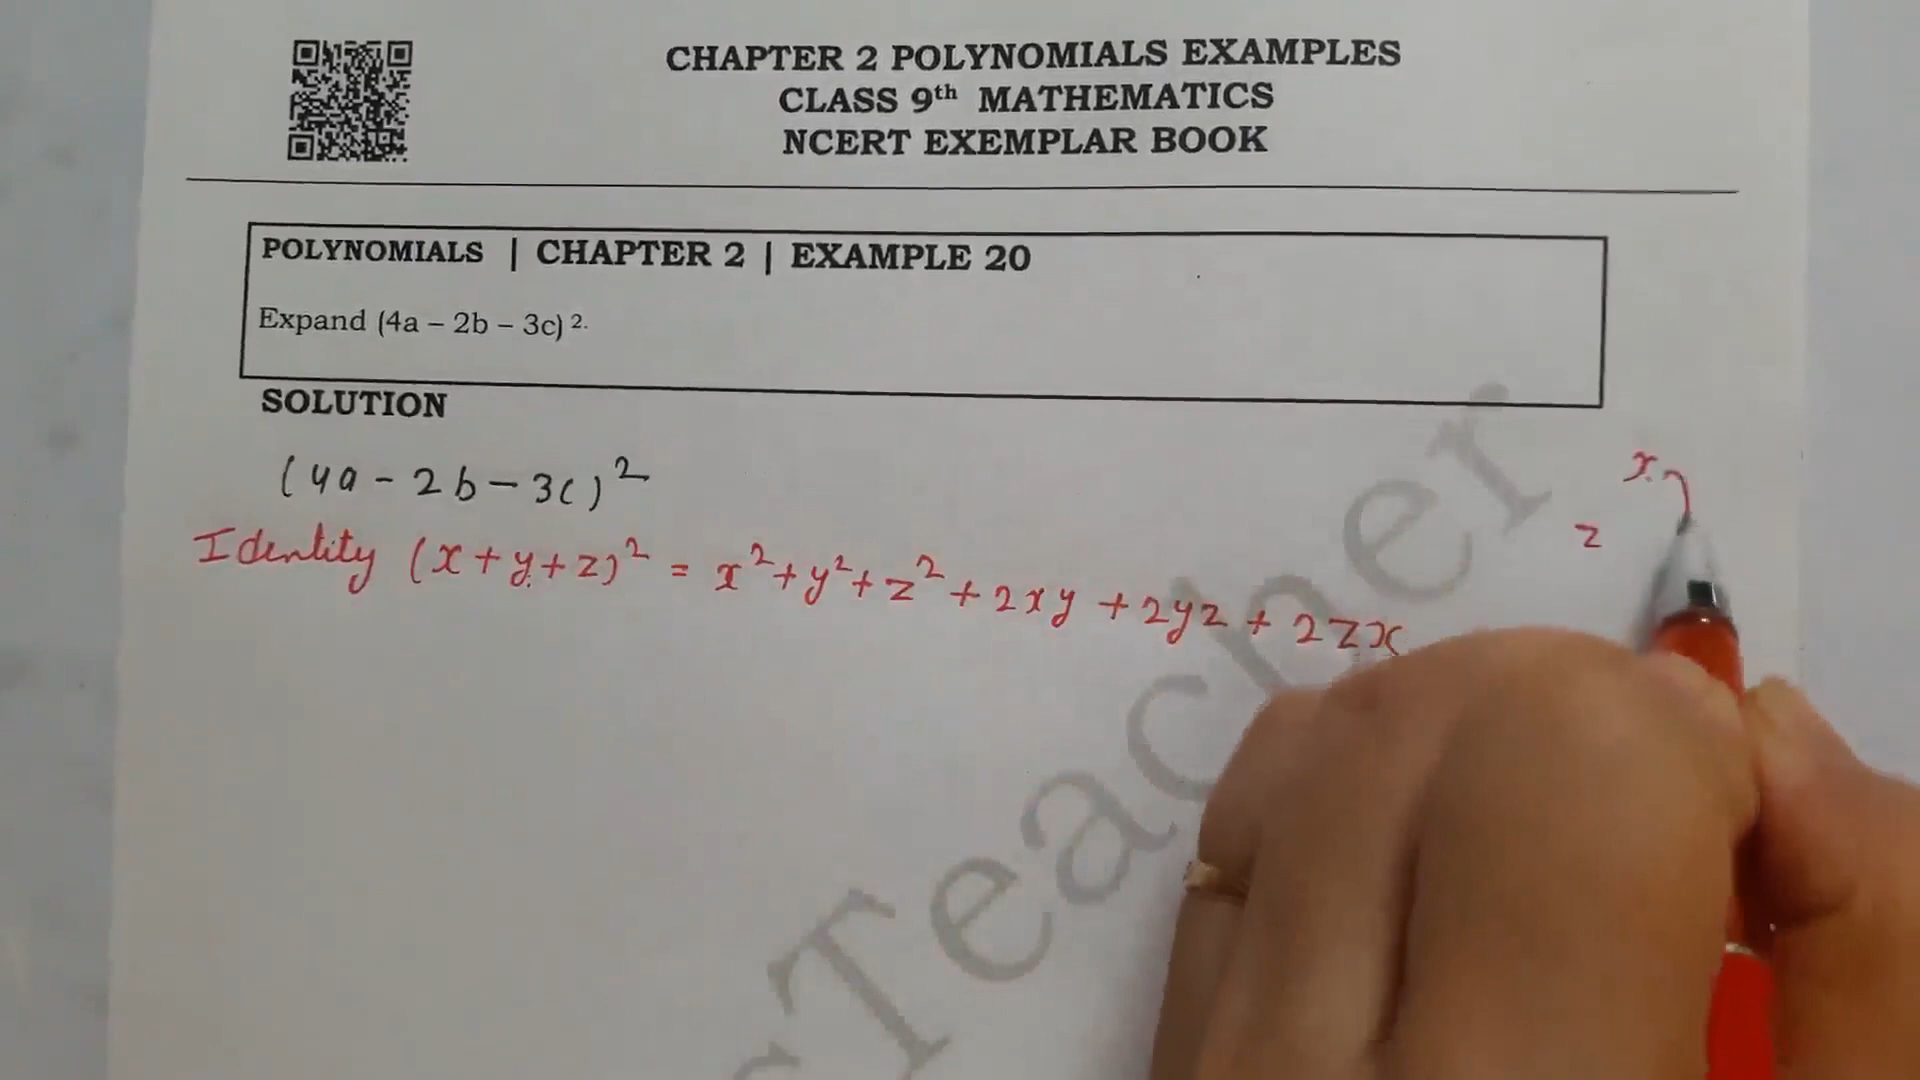 CHAPTER 2 POLYNOMIALS EXAMPLES
CLASS 9th MATHEMATICS
NCERT EXEMPLAR BOOK
POLYNOMIALS | CHAPTER 2 | EXAMPLE 20
Expand (4a – 2b – 3c) ².
SOLUTION
(4a - 2b - 3c)²
Identity (x + y + z)² = x² + y² + z² + 2xy + 2yz + 2zx
x
z
Teacher